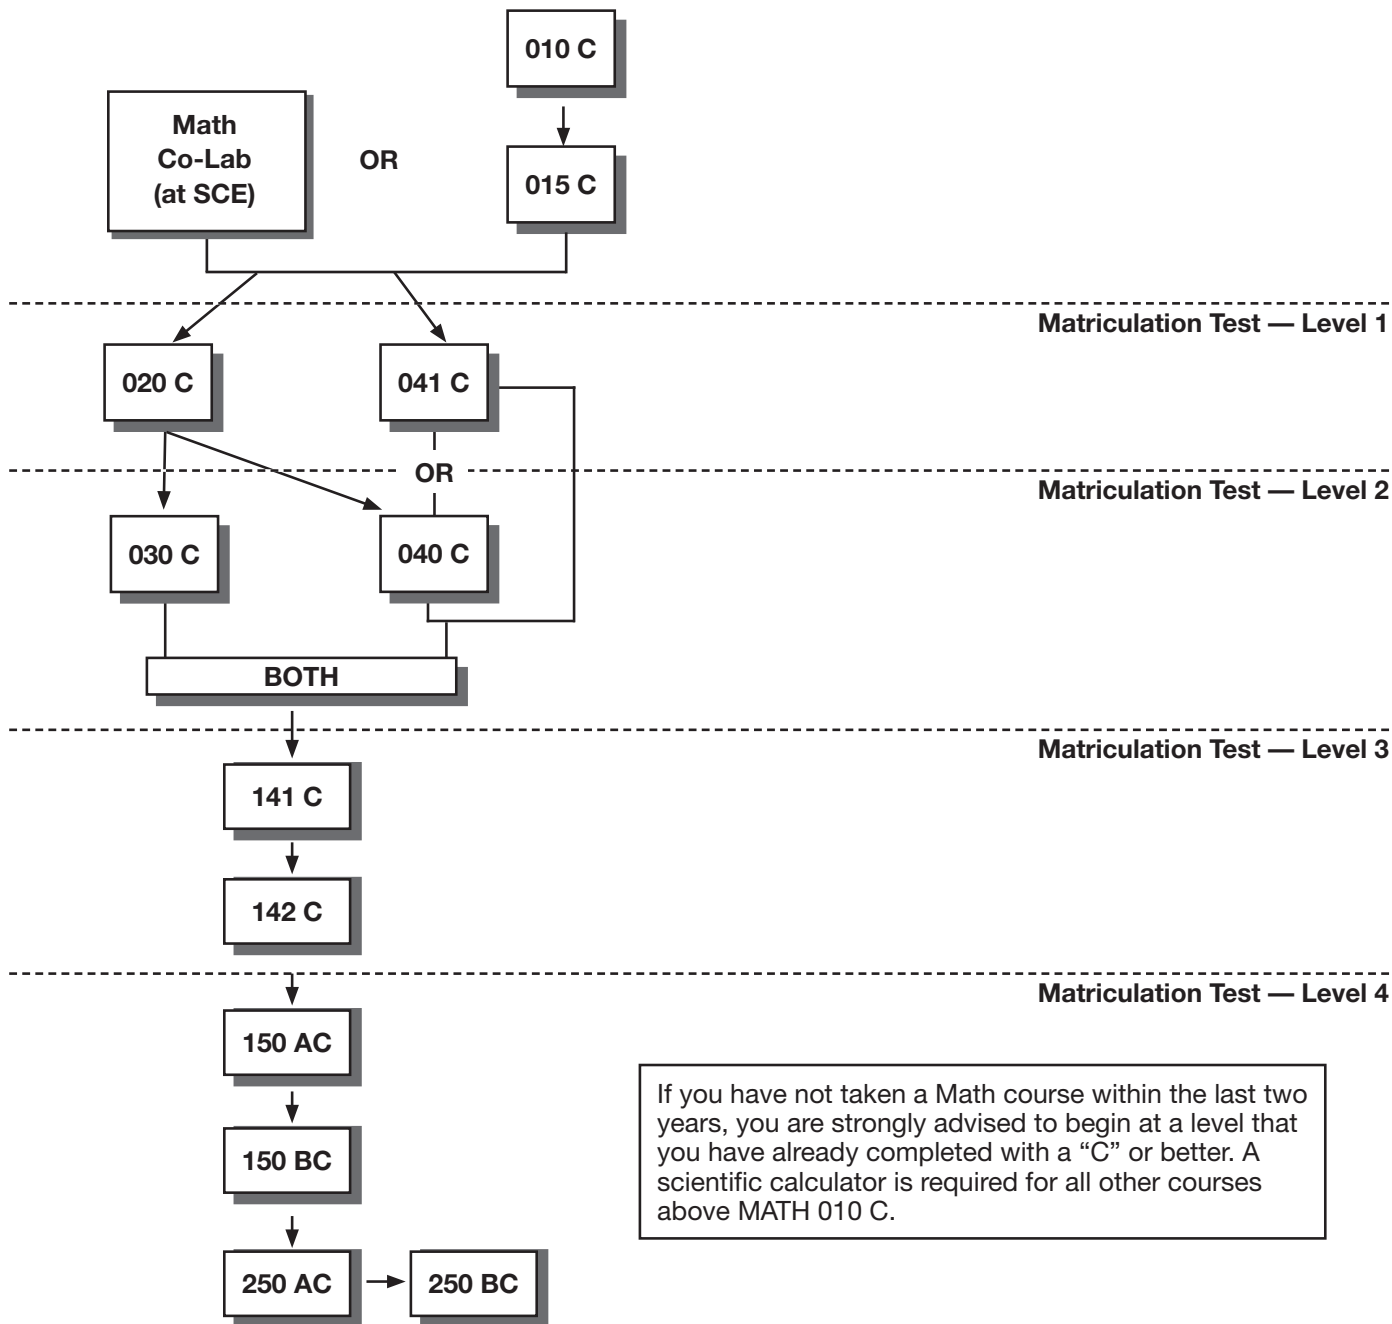 010 C
Math
Co-Lab
(at SCE)
OR
015 C
Matriculation Test — Level 1
020 C
041 C
OR
Matriculation Test — Level 2
030 C
040 C
BOTH
Matriculation Test — Level 3
141 C
142 C
Matriculation Test — Level 4
150 AC
If you have not taken a Math course within the last two
years, you are strongly advised to begin at a level that
you have already completed with a “C” or better. A
scientific calculator is required for all other courses
above MATH 010 C.
150 BC
250 AC
250 BC